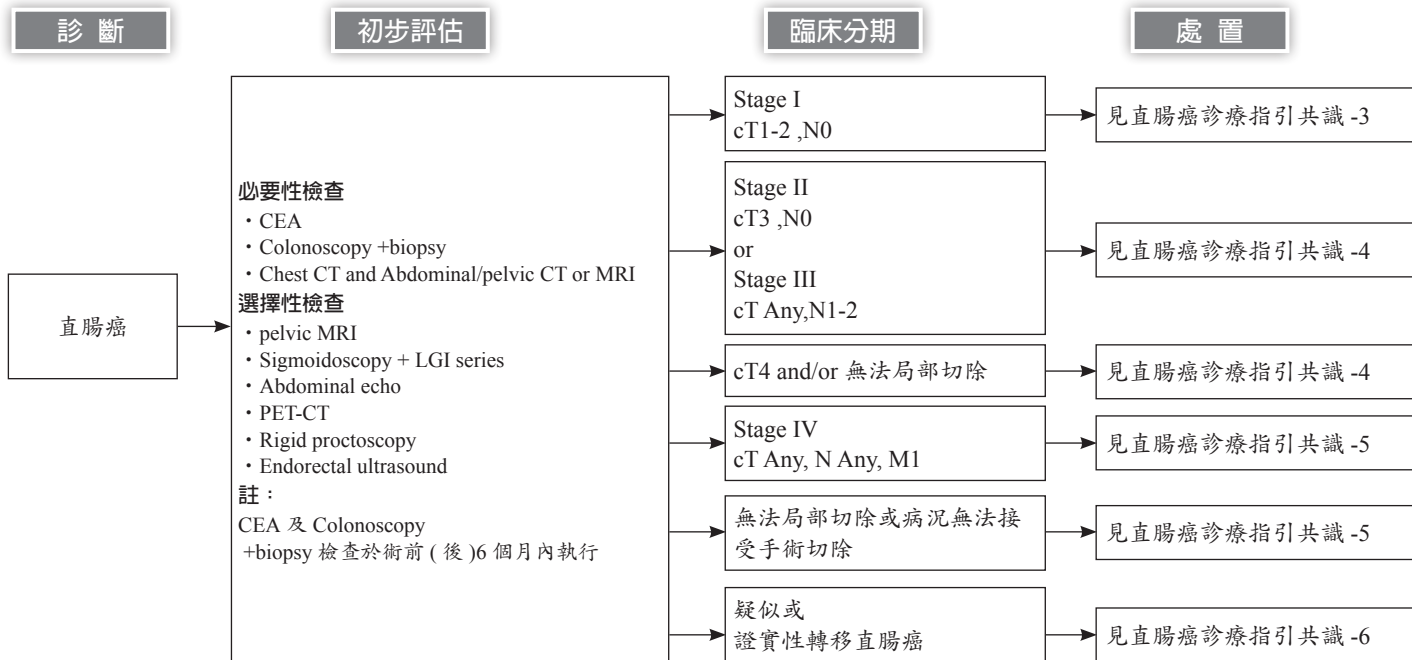 診 斷
初步評估
臨床分期
處 置
直腸癌
必要性檢查
・CEA
・Colonoscopy +biopsy
・Chest CT and Abdominal/pelvic CT or MRI
選擇性檢查
・pelvic MRI
・Sigmoidoscopy + LGI series
・Abdominal echo
・PET-CT
・Rigid proctoscopy
・Endorectal ultrasound
註：
CEA 及 Colonoscopy
+biopsy 檢查於術前 ( 後 )6 個月內執行
Stage I
cT1-2 ,N0
見直腸癌診療指引共識 -3
Stage II
cT3 ,N0
or
Stage III
cT Any,N1-2
見直腸癌診療指引共識 -4
cT4 and/or 無法局部切除
見直腸癌診療指引共識 -4
Stage IV
cT Any, N Any, M1
見直腸癌診療指引共識 -5
無法局部切除或病況無法接
受手術切除
見直腸癌診療指引共識 -5
疑似或
證實性轉移直腸癌
見直腸癌診療指引共識 -6